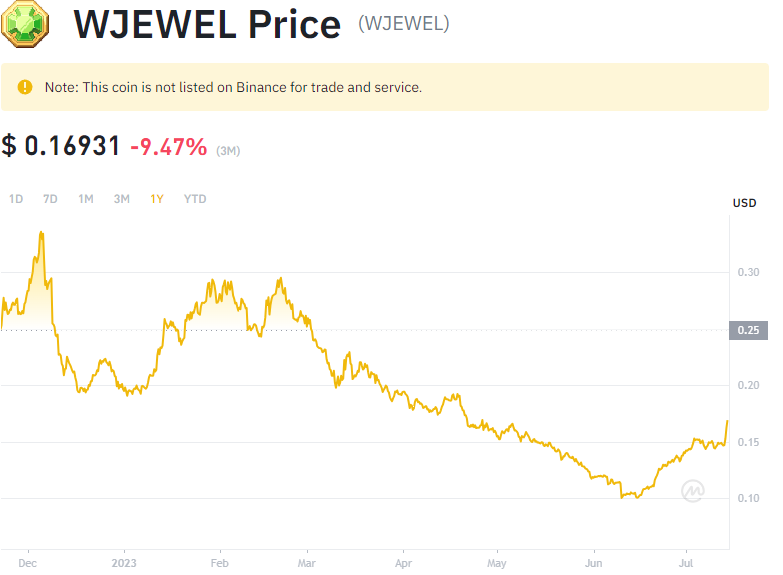 WJEWEL Price (WJEWEL)
Note: This coin is not listed on Binance for trade and service.
$ 0.16931 -9.47% (3M)
1D 7D 1M 3M 1Y YTD
USD
0.30
0.25
0.20
0.15
0.10
Dec 2023 Feb Mar Apr May Jun Jul